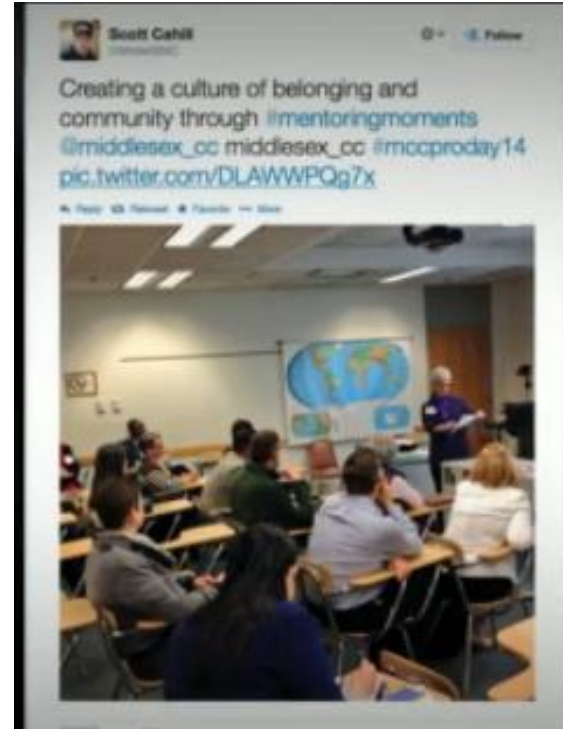 Scott Cahill
Follow
Creating a culture of belonging and
community through #mentoringmoments
@middlesex_cc middlesex_cc #mccproday14
pic.twitter.com/DLAWWPQg7x
Reply Retweet Favorite More